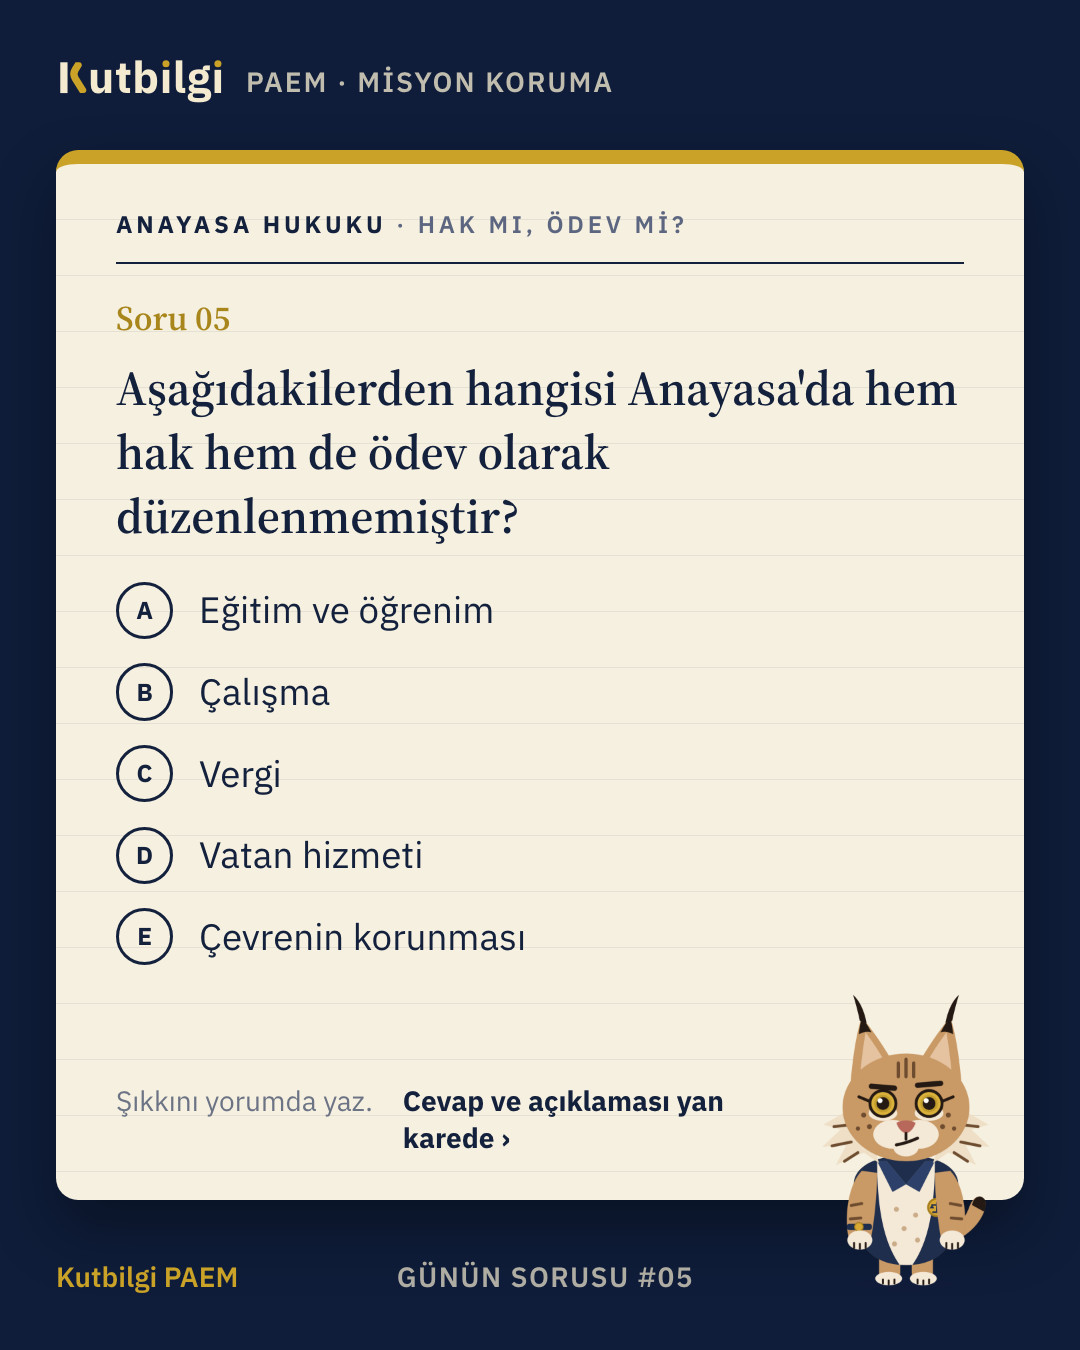 Kutbilgi PAEM · MİSYON KORUMA
ANAYASA HUKUKU · HAK MI, ÖDEV Mİ?
Soru 05
Aşağıdakilerden hangisi Anayasa'da hem
hak hem de ödev olarak
düzenlenmemiştir?
A Eğitim ve öğrenim
B Çalışma
C Vergi
D Vatan hizmeti
E Çevrenin korunması
Şıkkını yorumda yaz. Cevap ve açıklaması yan
karede ›
Kutbilgi PAEM GÜNÜN SORUSU #05